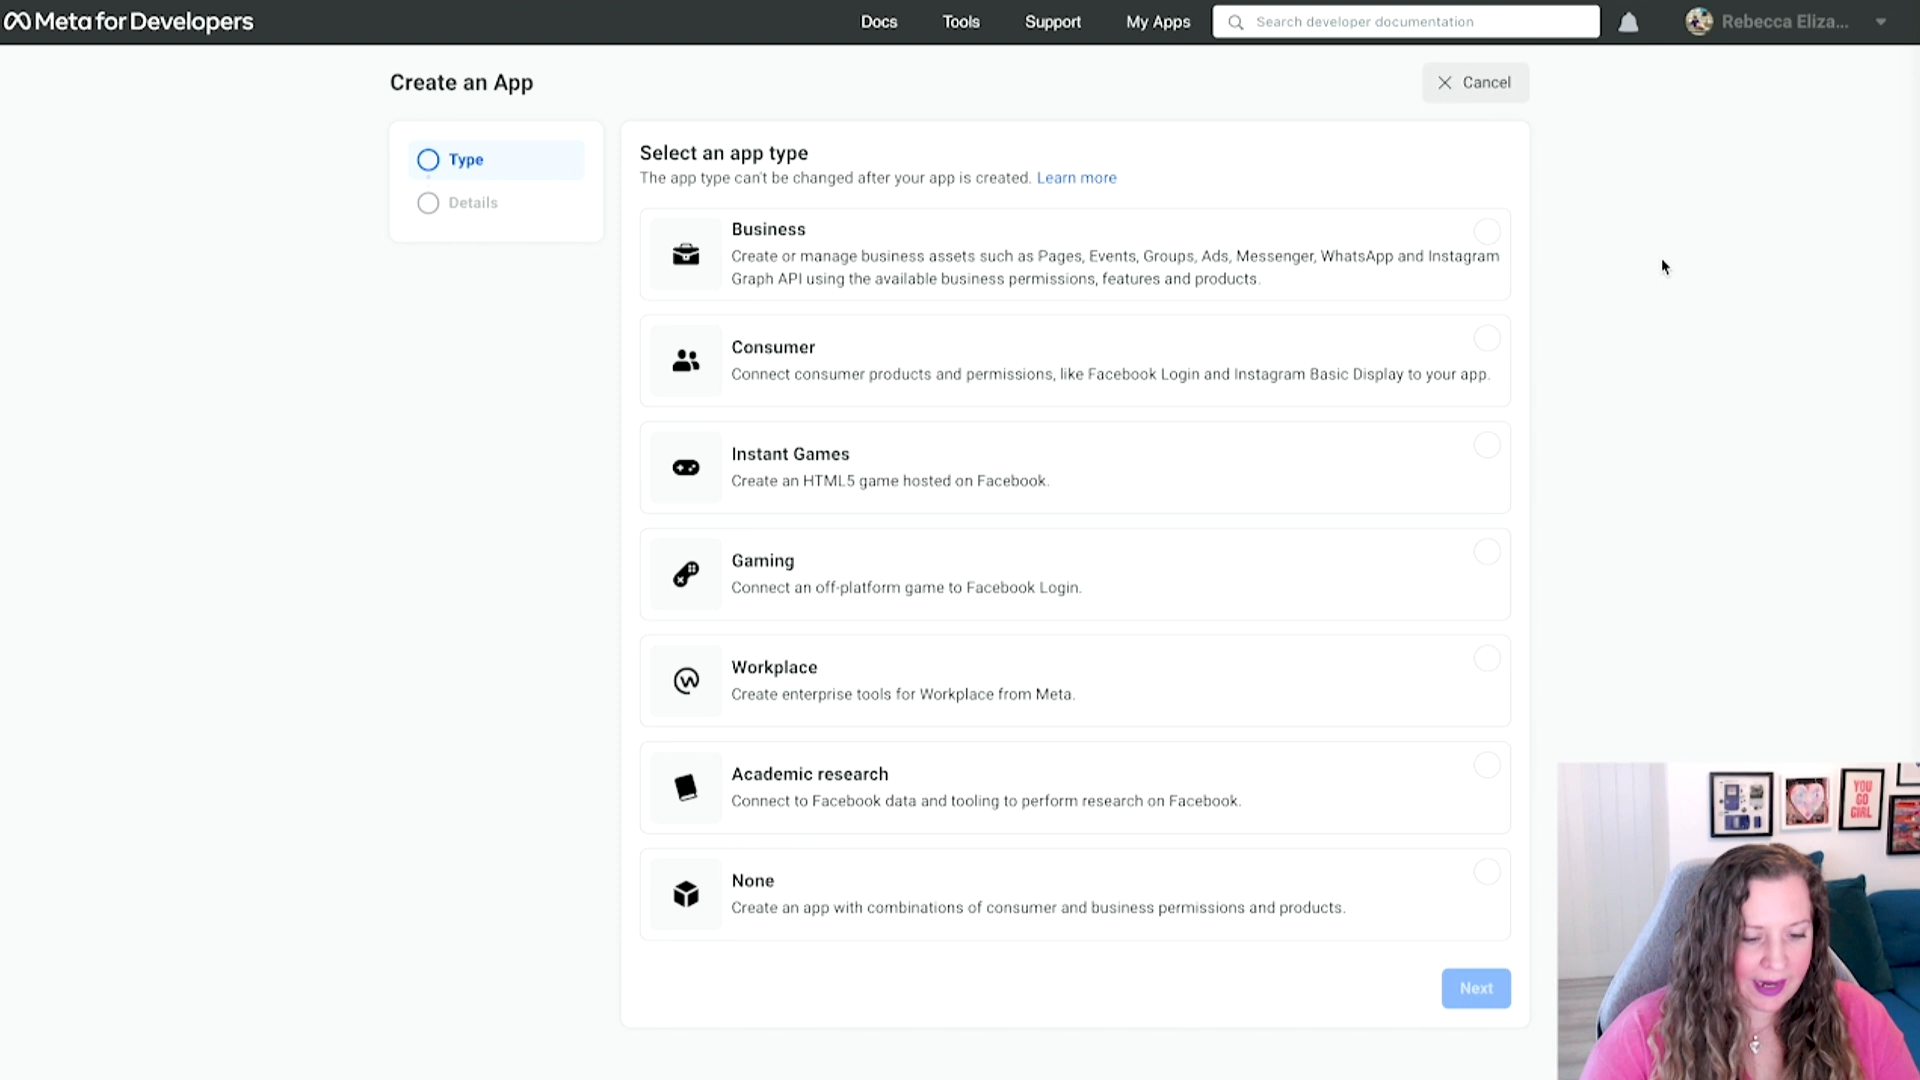 Meta for Developers
Docs
Tools
Support
My Apps
Search developer documentation
Rebecca Eliza...
Create an App
Cancel
Type
Details
Select an app type
The app type can't be changed after your app is created. Learn more
Business
Create or manage business assets such as Pages, Events, Groups, Ads, Messenger, WhatsApp and Instagram
Graph API using the available business permissions, features and products.
Consumer
Connect consumer products and permissions, like Facebook Login and Instagram Basic Display to your app.
Instant Games
Create an HTML5 game hosted on Facebook.
Gaming
Connect an off-platform game to Facebook Login.
Workplace
Create enterprise tools for Workplace from Meta.
Academic research
Connect to Facebook data and tooling to perform research on Facebook.
None
Create an app with combinations of consumer and business permissions and products.
Next
YOU
GO
GIRL